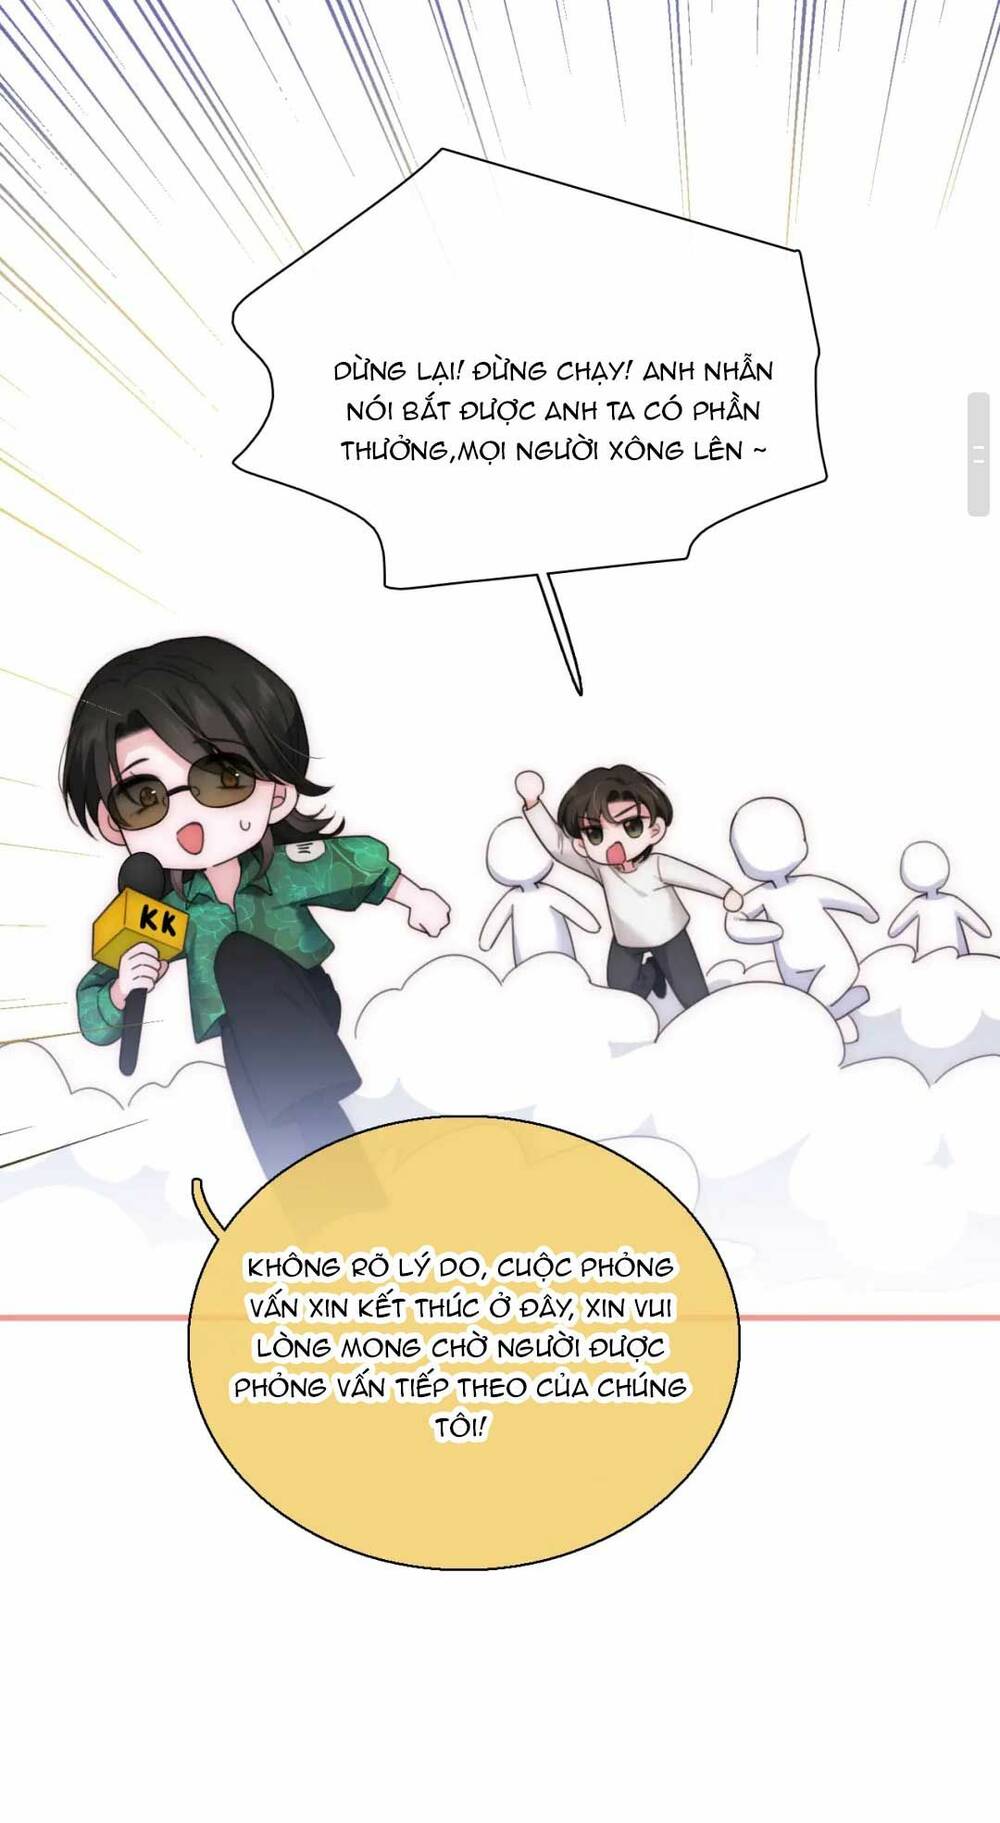 DỪNG LẠI! ĐỪNG CHẠY! ANH NHẪN
NÓI BẮT ĐƯỢC ANH TA CÓ PHẦN
THƯỞNG,MỌI NGƯỜI XÔNG LÊN ~
KK
KHÔNG RÕ LÝ DO, CUỘC PHỎNG
VẤN XIN KẾT THÚC Ở ĐÂY, XIN VUI
LÒNG MONG CHỜ NGƯỜI ĐƯỢC
PHỎNG VẤN TIẾP THEO CỦA CHÚNG
TÔI!